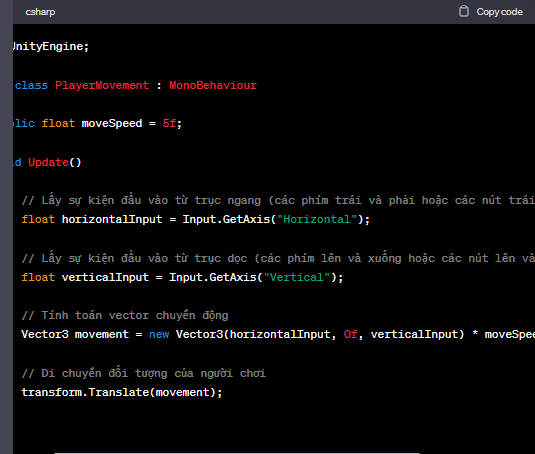 csharp
Copy code
UnityEngine;
class PlayerMovement : MonoBehaviour
lic float moveSpeed = 5f;
d Update()
// Lấy sự kiện đầu vào từ trục ngang (các phím trái và phải hoặc các nút trái
float horizontalInput = Input.GetAxis("Horizontal");
// Lấy sự kiện đầu vào từ trục dọc (các phím lên và xuống hoặc các nút lên và
float verticalInput = Input.GetAxis("Vertical");
// Tính toán vector chuyển động
Vector3 movement = new Vector3(horizontalInput, 0f, verticalInput) * moveSpee
// Di chuyển đối tượng của người chơi
transform.Translate(movement);